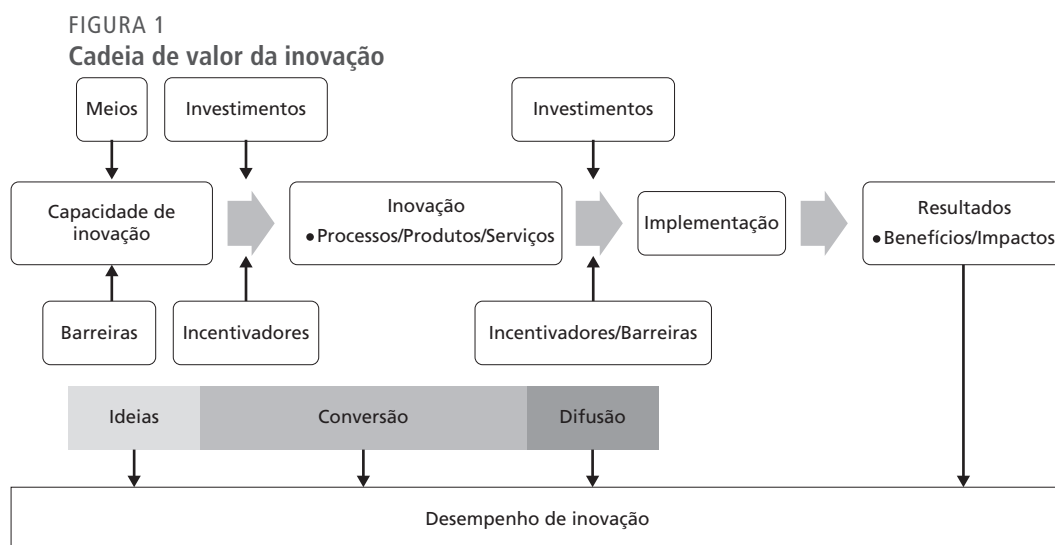 FIGURA 1
Cadeia de valor da inovação
Meios
Investimentos
Investimentos
Capacidade de
inovação
Inovação
•Processos/Produtos/Serviços
Implementação
Resultados
•Benefícios/Impactos
Barreiras
Incentivadores
Incentivadores/Barreiras
Ideias
Conversão
Difusão
Desempenho de inovação